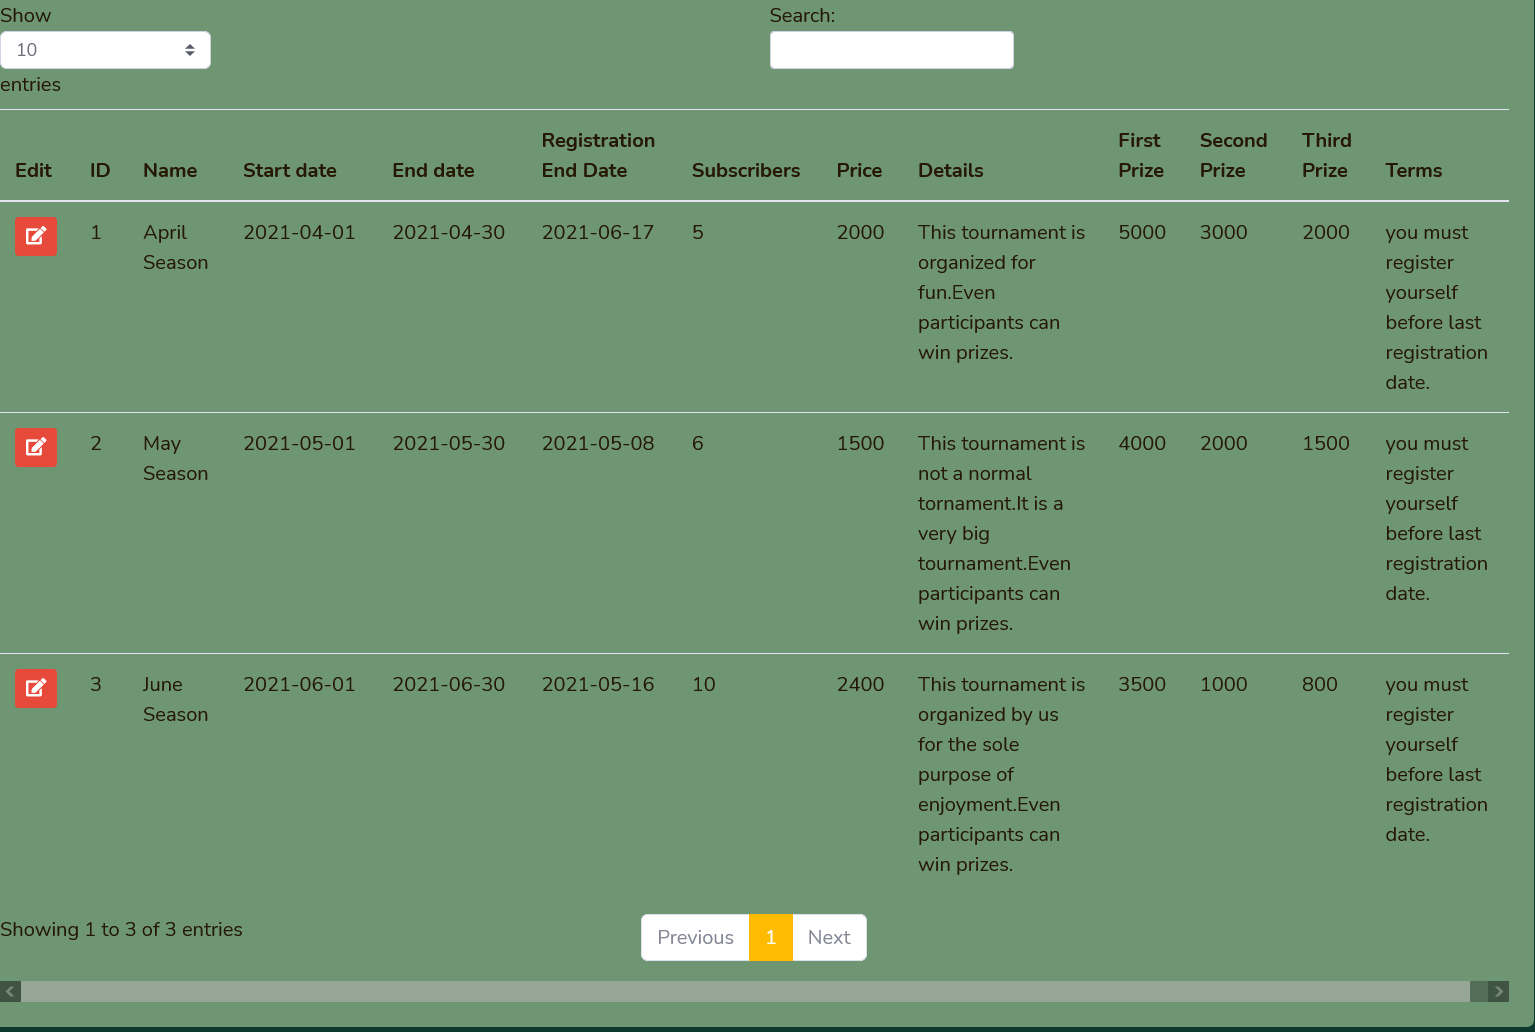 Show
10
entries
Search:
Edit ID Name Start date End date Registration End Date Subscribers Price Details First Prize Second Prize Third Prize Terms
1 April 2021-04-01 2021-04-30 2021-06-17 5 2000 This tournament is 5000 3000 2000 you must
Season organized for register
fun.Even yourself
participants can before last
win prizes. registration
date.
2 May 2021-05-01 2021-05-30 2021-05-08 6 1500 This tournament is 4000 2000 1500 you must
Season not a normal register
tornament.It is a yourself
very big before last
tournament.Even registration
participants can date.
win prizes.
3 June 2021-06-01 2021-06-30 2021-05-16 10 2400 This tournament is 3500 1000 800 you must
Season organized by us register
for the sole yourself
purpose of before last
enjoyment.Even registration
participants can date.
win prizes.
Showing 1 to 3 of 3 entries
Previous 1 Next